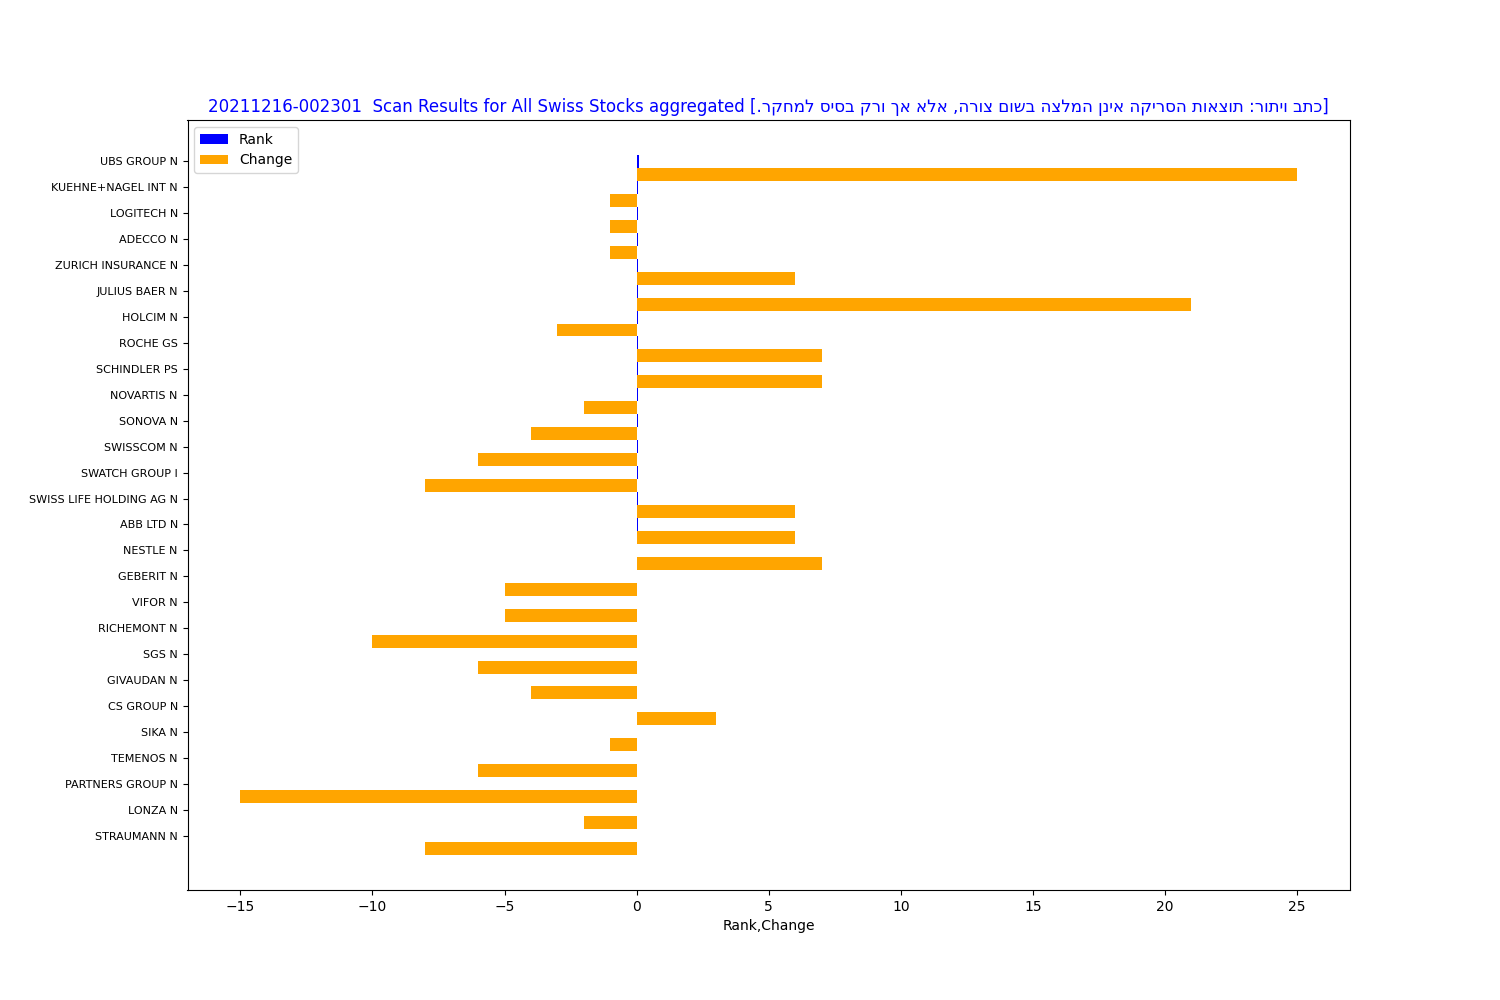 20211216-002301  Scan Results for All Swiss Stocks aggregated [כתב ויתור: תוצאות הסריקה אינן המלצה בשום צורה, אלא אך ורק בסיס למחקר.]
Rank
Change
UBS GROUP N
KUEHNE+NAGEL INT N
LOGITECH N
ADECCO N
ZURICH INSURANCE N
JULIUS BAER N
HOLCIM N
ROCHE GS
SCHINDLER PS
NOVARTIS N
SONOVA N
SWISSCOM N
SWATCH GROUP I
SWISS LIFE HOLDING AG N
ABB LTD N
NESTLE N
GEBERIT N
VIFOR N
RICHEMONT N
SGS N
GIVAUDAN N
CS GROUP N
SIKA N
TEMENOS N
PARTNERS GROUP N
LONZA N
STRAUMANN N
−15 −10 −5 0 5 10 15 20 25
Rank,Change